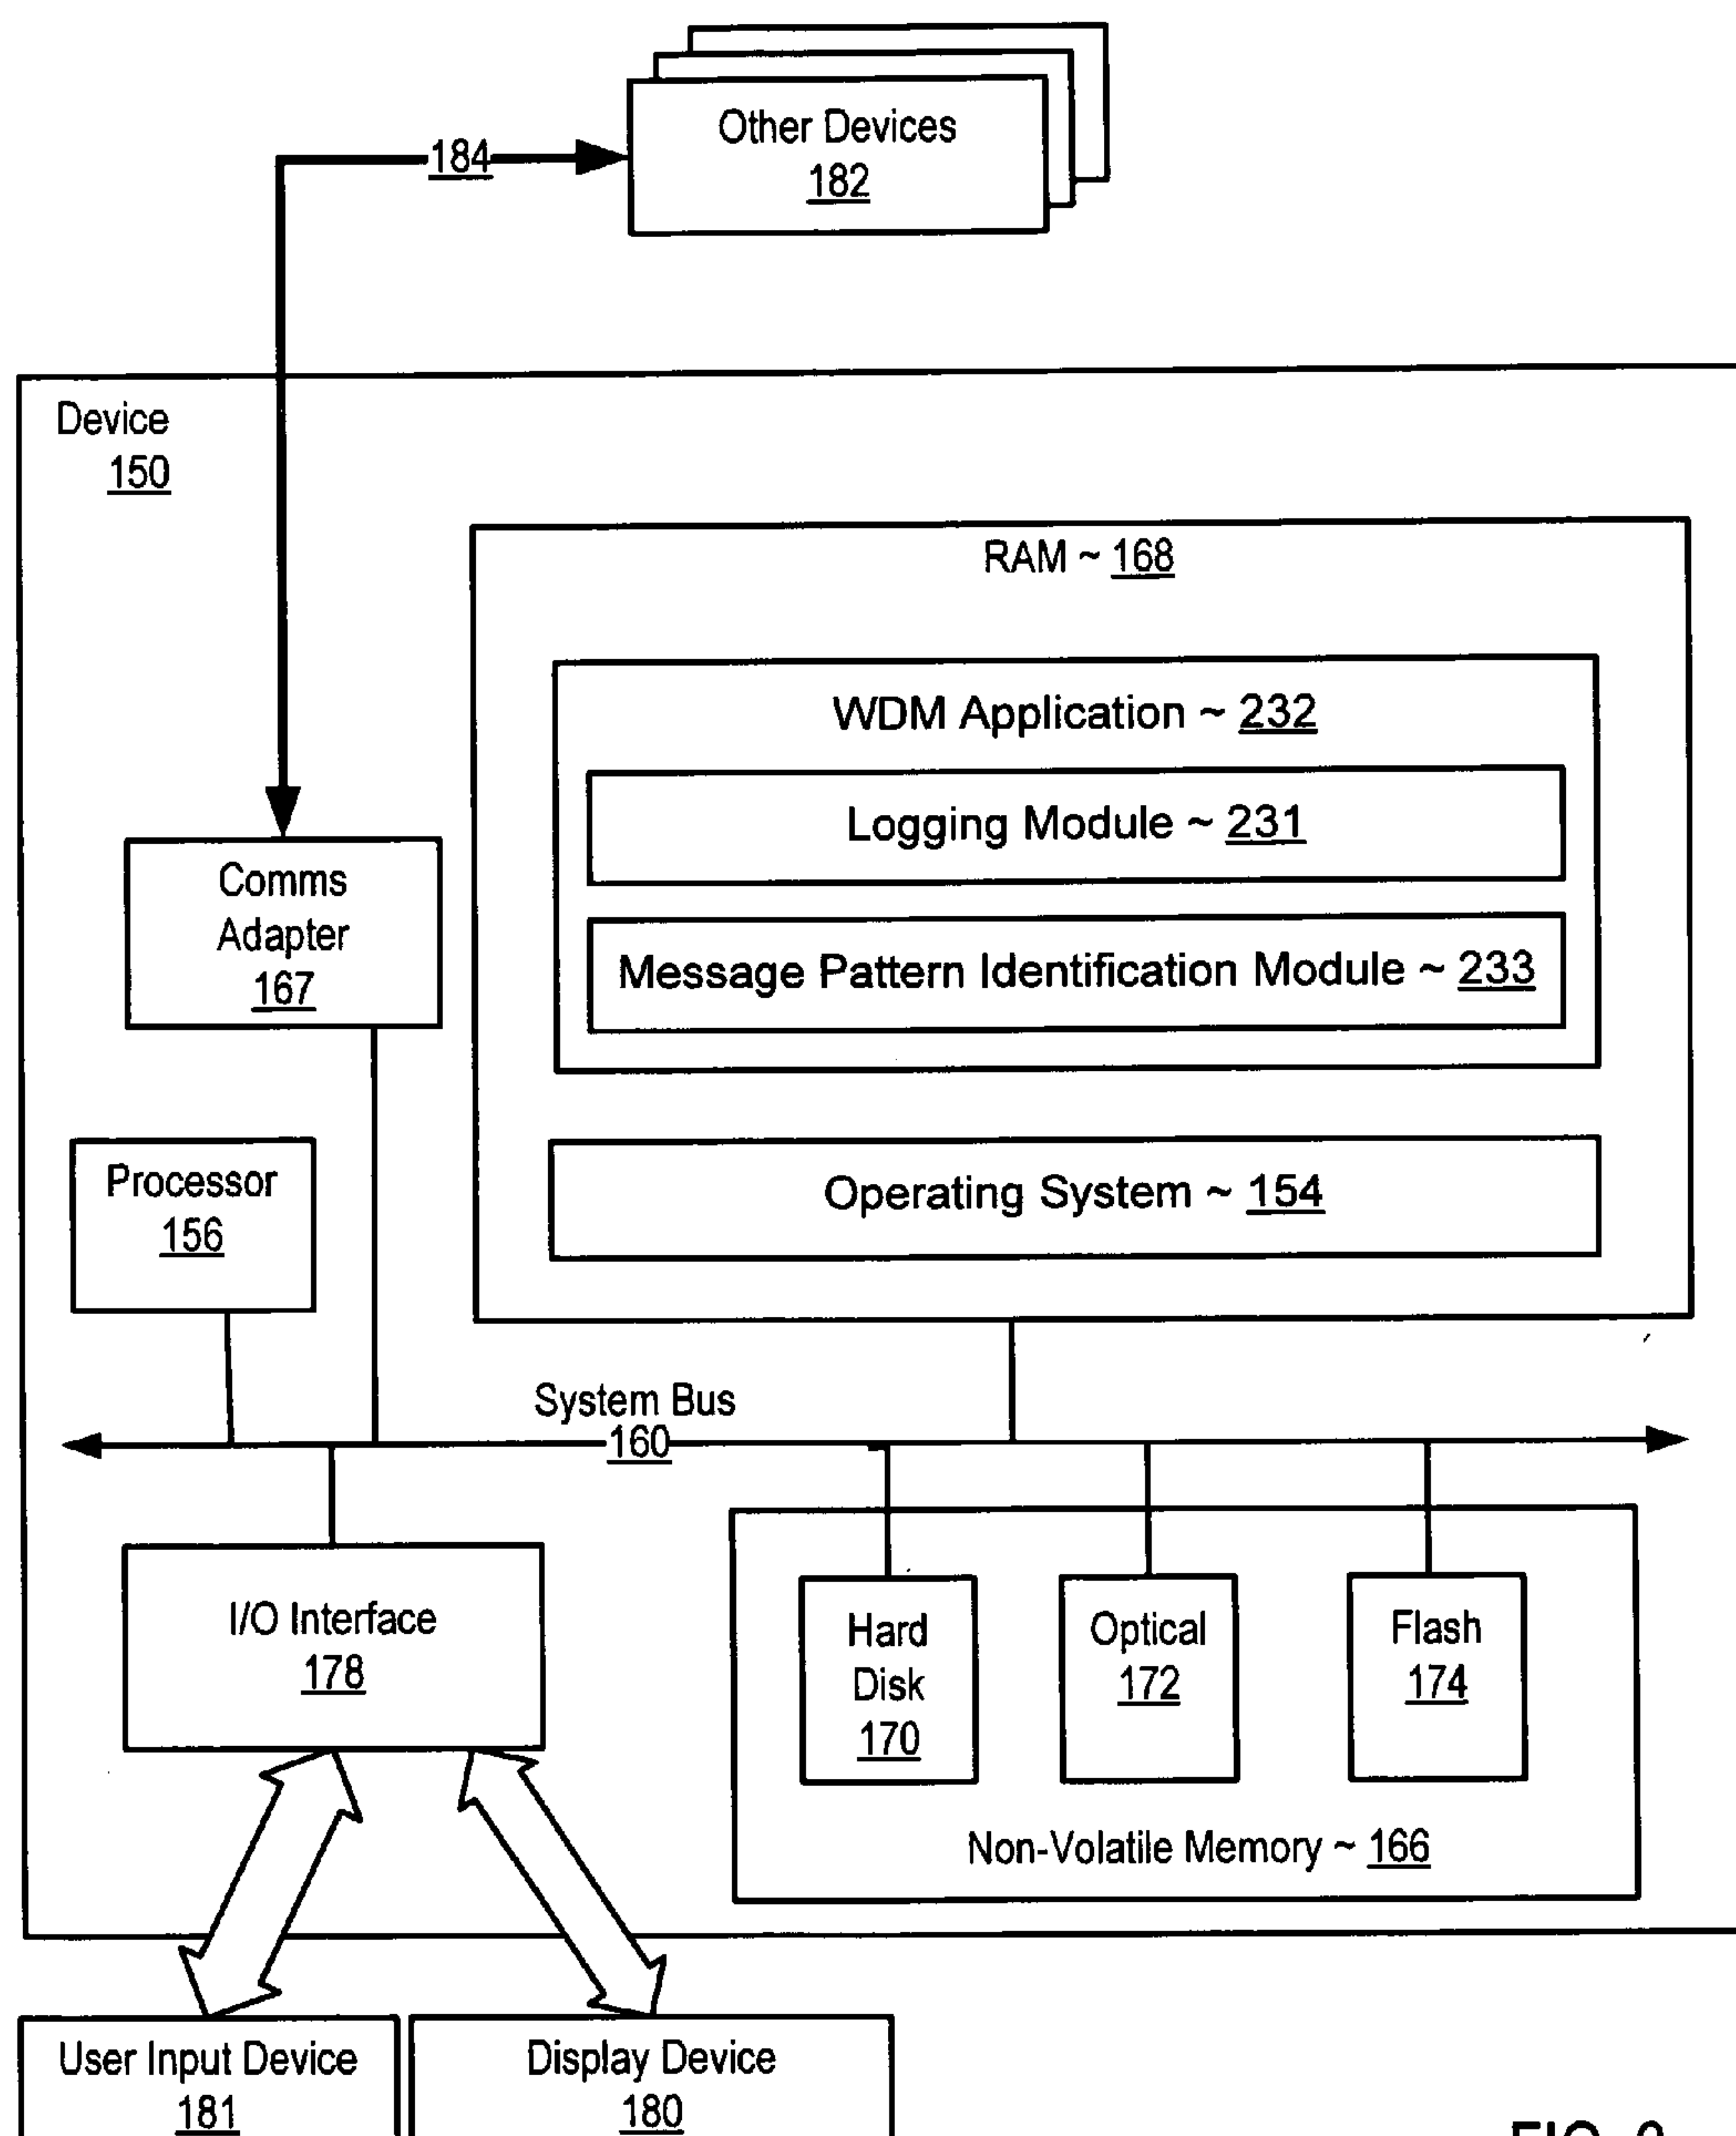 Other Devices
182
184
Device
150
RAM ~ 168
WDM Application ~ 232
Logging Module ~ 231
Comms
Adapter
167
Message Pattern Identification Module ~ 233
Processor
156
Operating System ~ 154
System Bus
160
I/O Interface
178
Hard
Disk
170
Optical
172
Flash
174
Non-Volatile Memory ~ 166
User Input Device
181
Display Device
180
FIG.